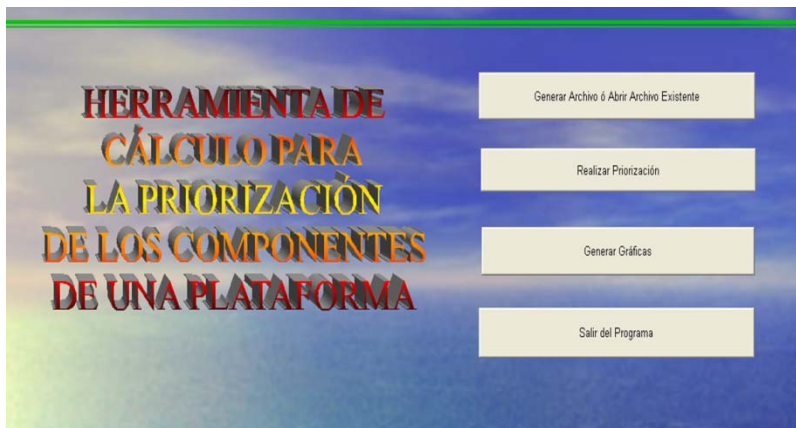 HERRAMIENTA DE
CÁLCULO PARA
LA PRIORIZACIÓN
DE LOS COMPONENTES
DE UNA PLATAFORMA
Generar Archivo ó Abrir Archivo Existente
Realizar Priorización
Generar Gráficas
Salir del Programa